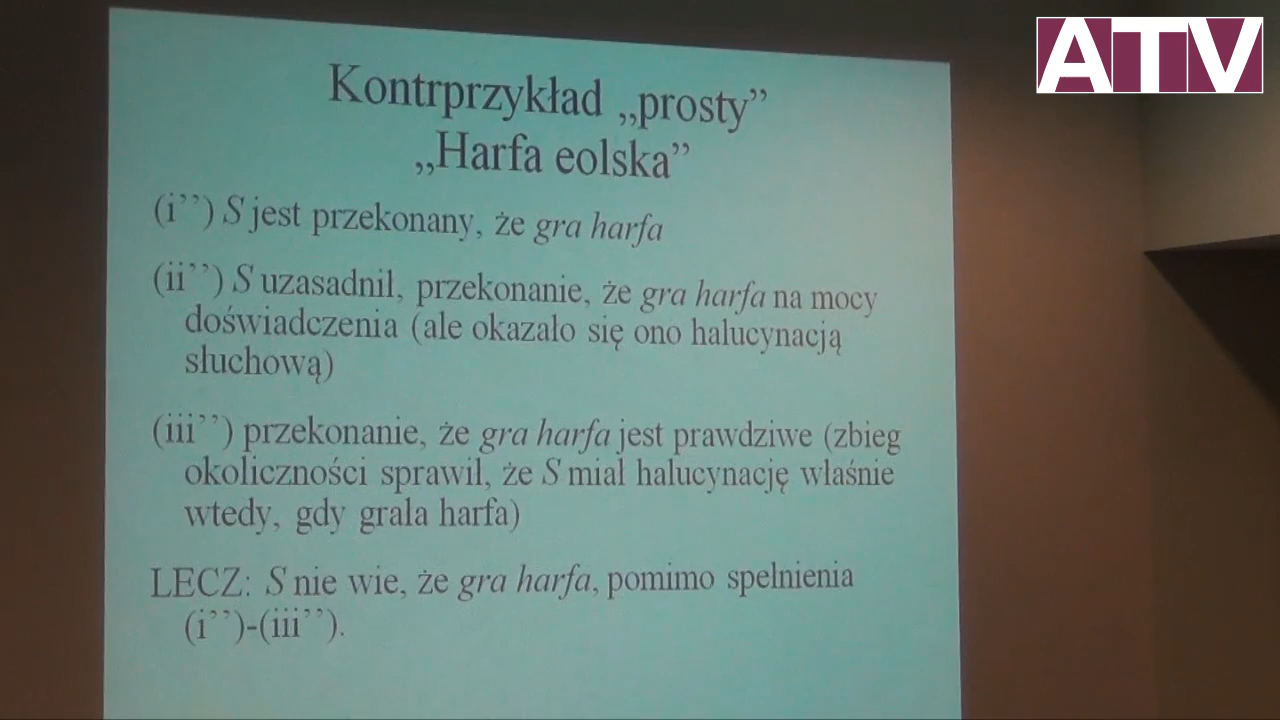 ATV
Kontrprzykład „prosty”
„Harfa eolska”
(i’’) S jest przekonany, że gra harfa
(ii’’) S uzasadnił, przekonanie, że gra harfa na mocy
doświadczenia (ale okazało się ono halucynacją
słuchową)
(iii’’) przekonanie, że gra harfa jest prawdziwe (zbieg
okoliczności sprawił, że S miał halucynację właśnie
wtedy, gdy grała harfa)
LECZ: S nie wie, że gra harfa, pomimo spełnienia
(i’’)-(iii’’).